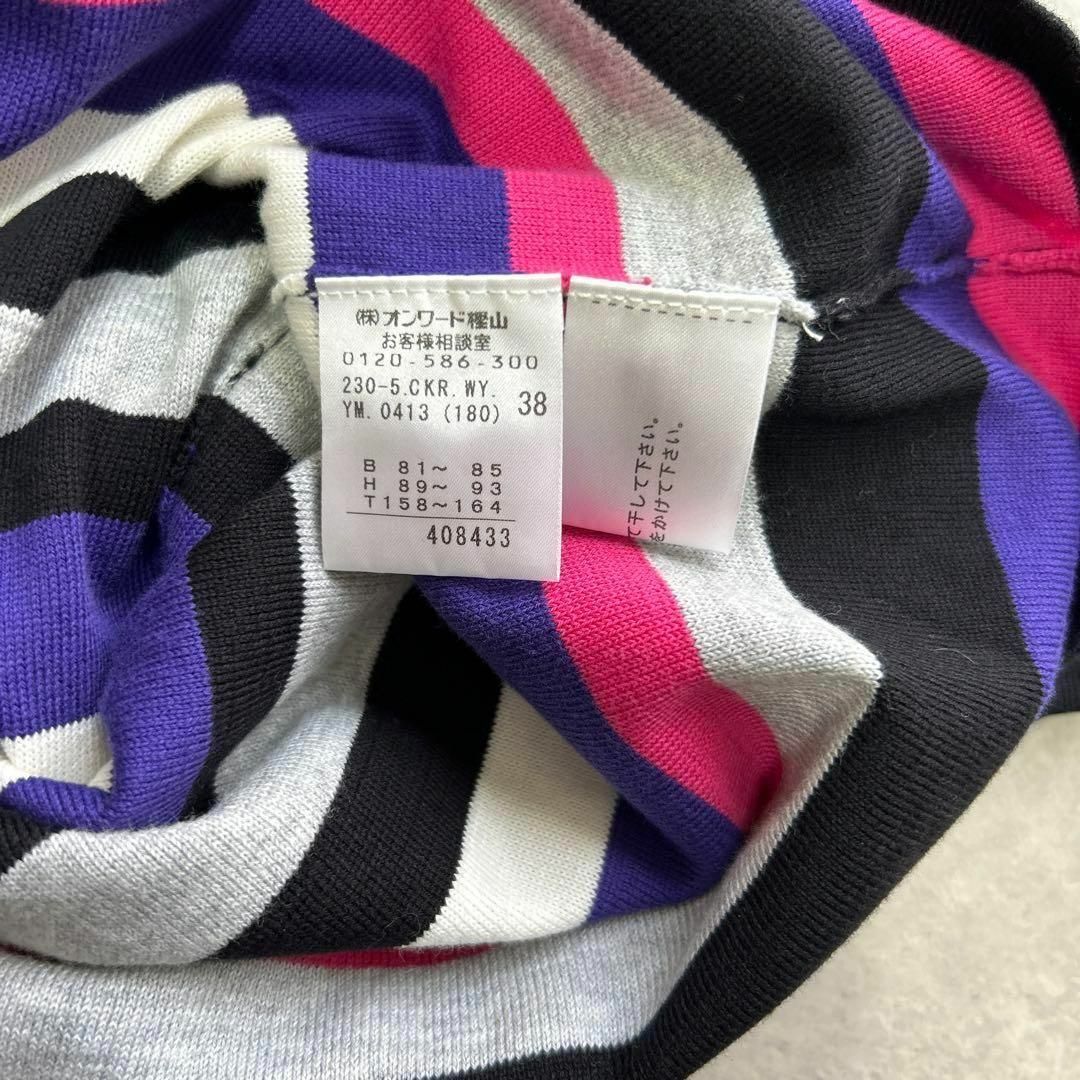 (株)オンワード樫山
お客様相談室
0120-586-300
230-5.CKR.WY.
YM.0413 (180) 38
B 81～ 85
H 89～ 93
T158～164
408433
て干して下さい。
をかけて下さい。